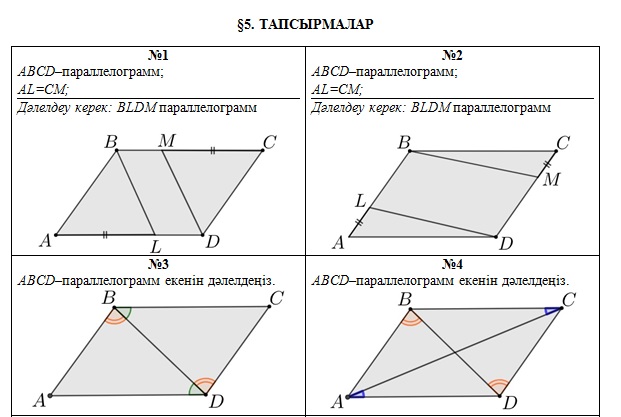 §5. ТАПСЫРМАЛАР
№1
ABCD–параллелограмм;
AL=CM;
Дәлелдеу керек: BLDM параллелограмм
B M C
A L D
№2
ABCD–параллелограмм;
AL=CM;
Дәлелдеу керек: BLDM параллелограмм
B C
M
L
A D
№3
ABCD–параллелограмм екенін дәлелдеңіз.
B C
A D
№4
ABCD–параллелограмм екенін дәлелдеңіз.
B C
A D